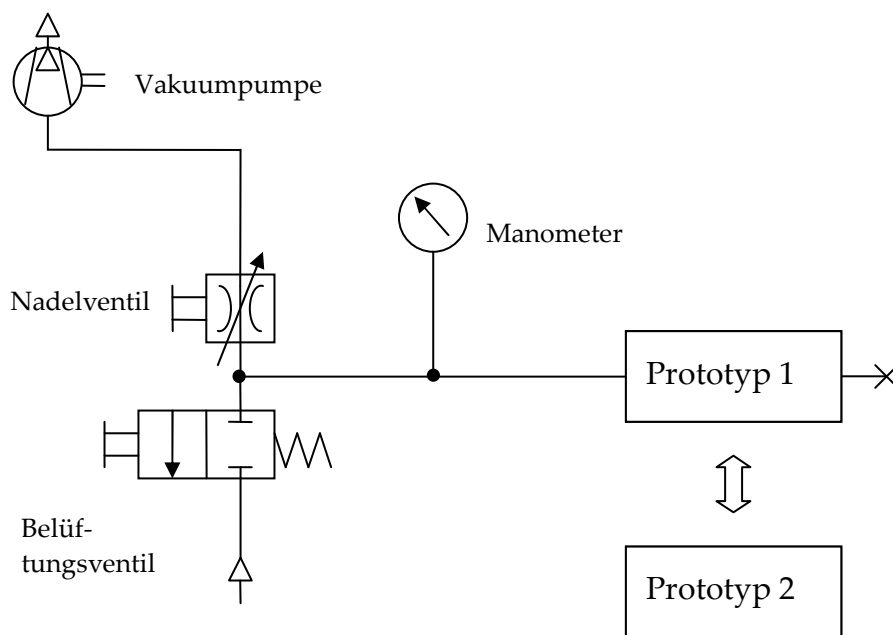 Vakuumpumpe
Manometer
Nadelventil
Prototyp 1
Belüf-
tungsventil
Prototyp 2